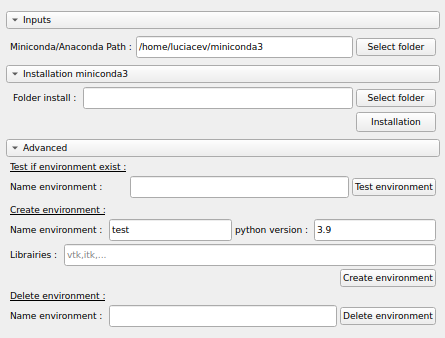 Inputs
Miniconda/Anaconda Path : /home/luciacev/miniconda3 Select folder
Installation miniconda3
Folder install : Select folder
Installation
Advanced
Test if environment exist :
Name environment : Test environment
Create environment :
Name environment : test python version : 3.9
Librairies : vtk,itk,...
Create environment
Delete environment :
Name environment : Delete environment